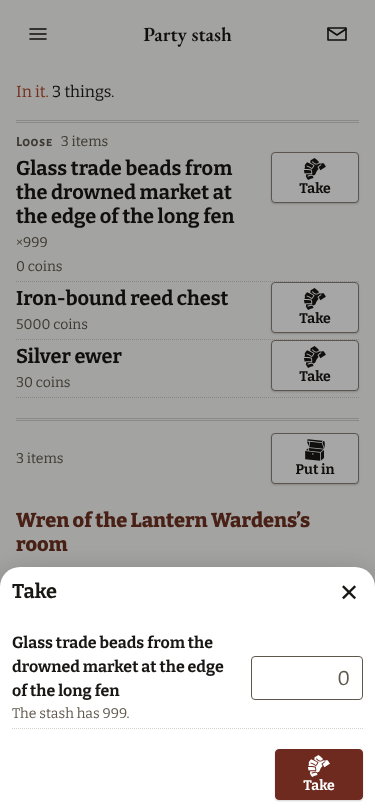 Party stash
In it. 3 things.
Loose 3 items
Glass trade beads from
the drowned market at
the edge of the long fen
×999
0 coins
Take
Iron-bound reed chest
5000 coins
Take
Silver ewer
30 coins
Take
3 items
Put in
Wren of the Lantern Wardens’s
room
Take
Glass trade beads from the
drowned market at the edge
of the long fen
The stash has 999.
0
Take